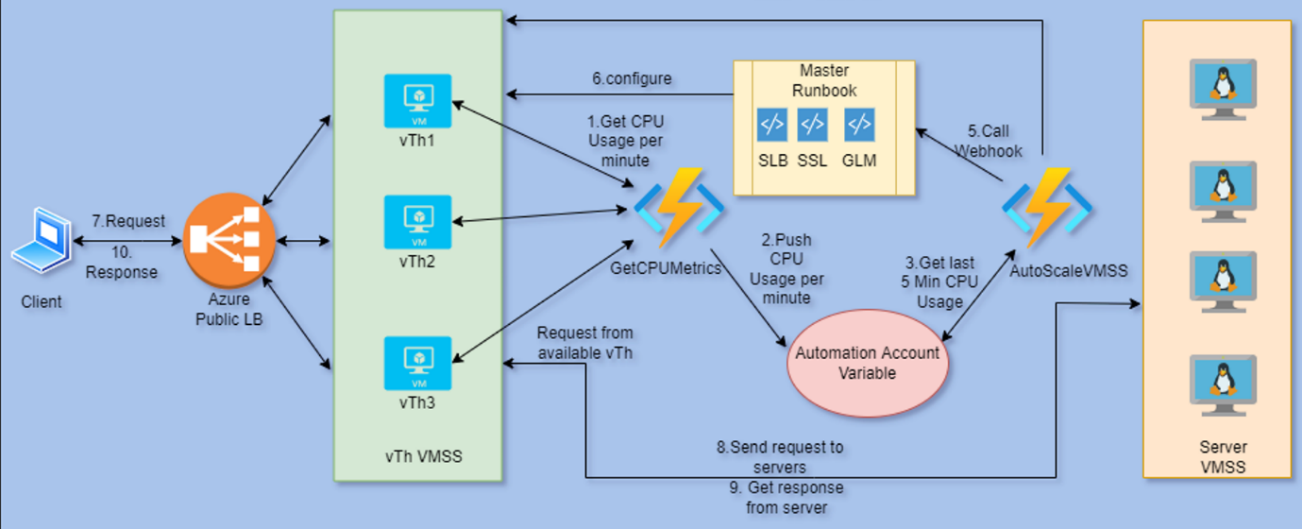 6.configure
Master
Runbook
SLB SSL GLM
5.Call
Webhook
VM
vTh1
1.Get CPU
Usage per
minute
7.Request
10.
Response
Client
Azure
Public LB
VM
vTh2
GetCPUMetrics
2.Push
CPU
Usage per
minute
3.Get last
5 Min CPU
Usage
AutoScaleVMSS
Request from
available vTh
Automation Account
Variable
VM
vTh3
vTh VMSS
8.Send request to
servers
9. Get response
from server
Server
VMSS